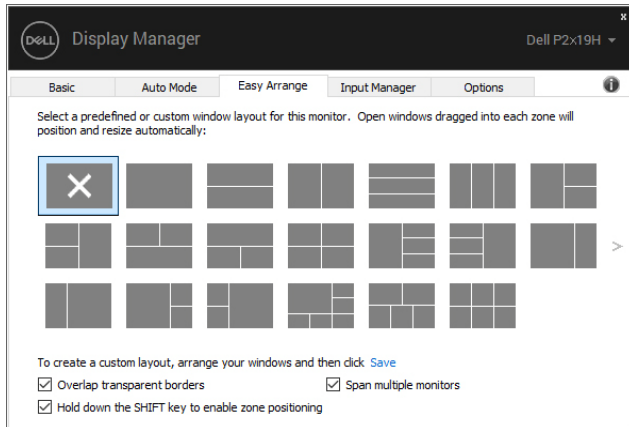 x
DELL Display Manager Dell P2x19H
Basic Auto Mode Easy Arrange Input Manager Options i
Select a predefined or custom window layout for this monitor. Open windows dragged into each zone will
position and resize automatically:
>
To create a custom layout, arrange your windows and then click Save
Overlap transparent borders Span multiple monitors
Hold down the SHIFT key to enable zone positioning